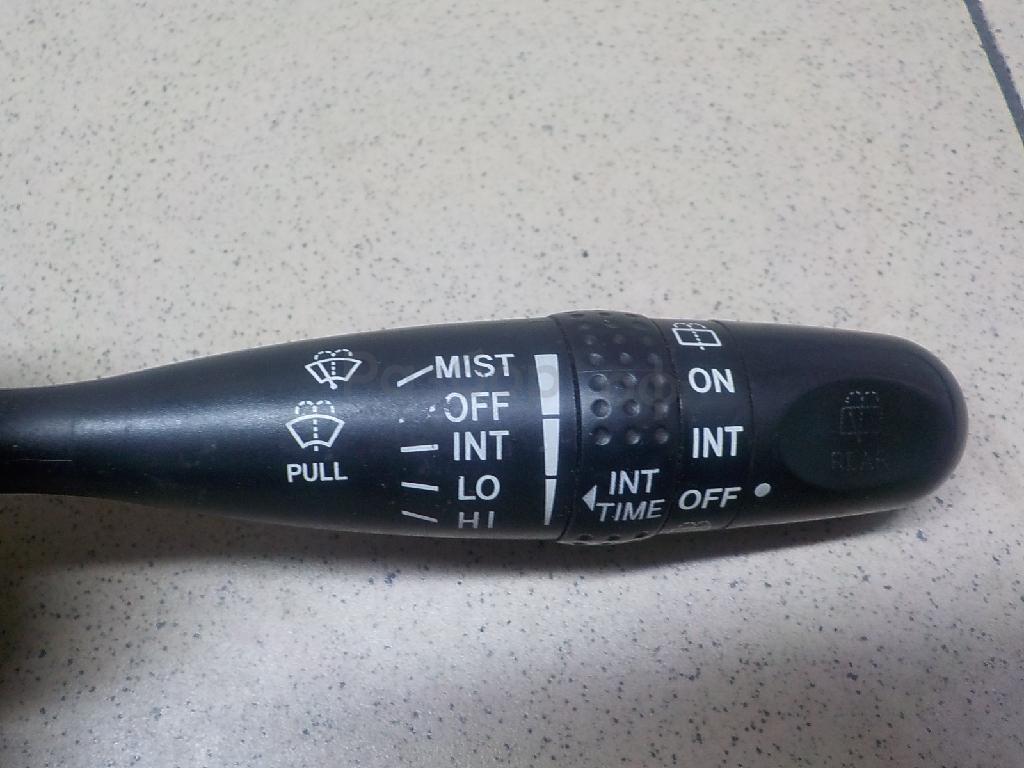 MIST
OFF
INT
LO
HI
PULL
INT
TIME
ON
INT
OFF
REAR